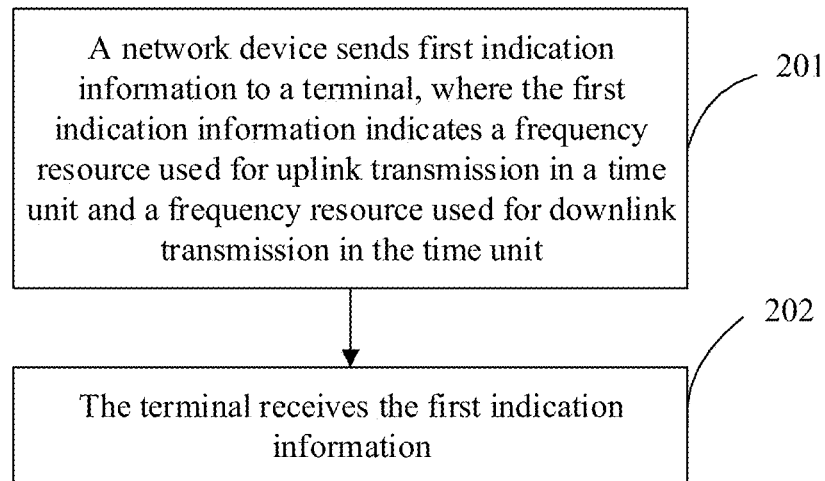 A network device sends first indication
information to a terminal, where the first
indication information indicates a frequency
resource used for uplink transmission in a time
unit and a frequency resource used for downlink
transmission in the time unit
201
202
The terminal receives the first indication
information